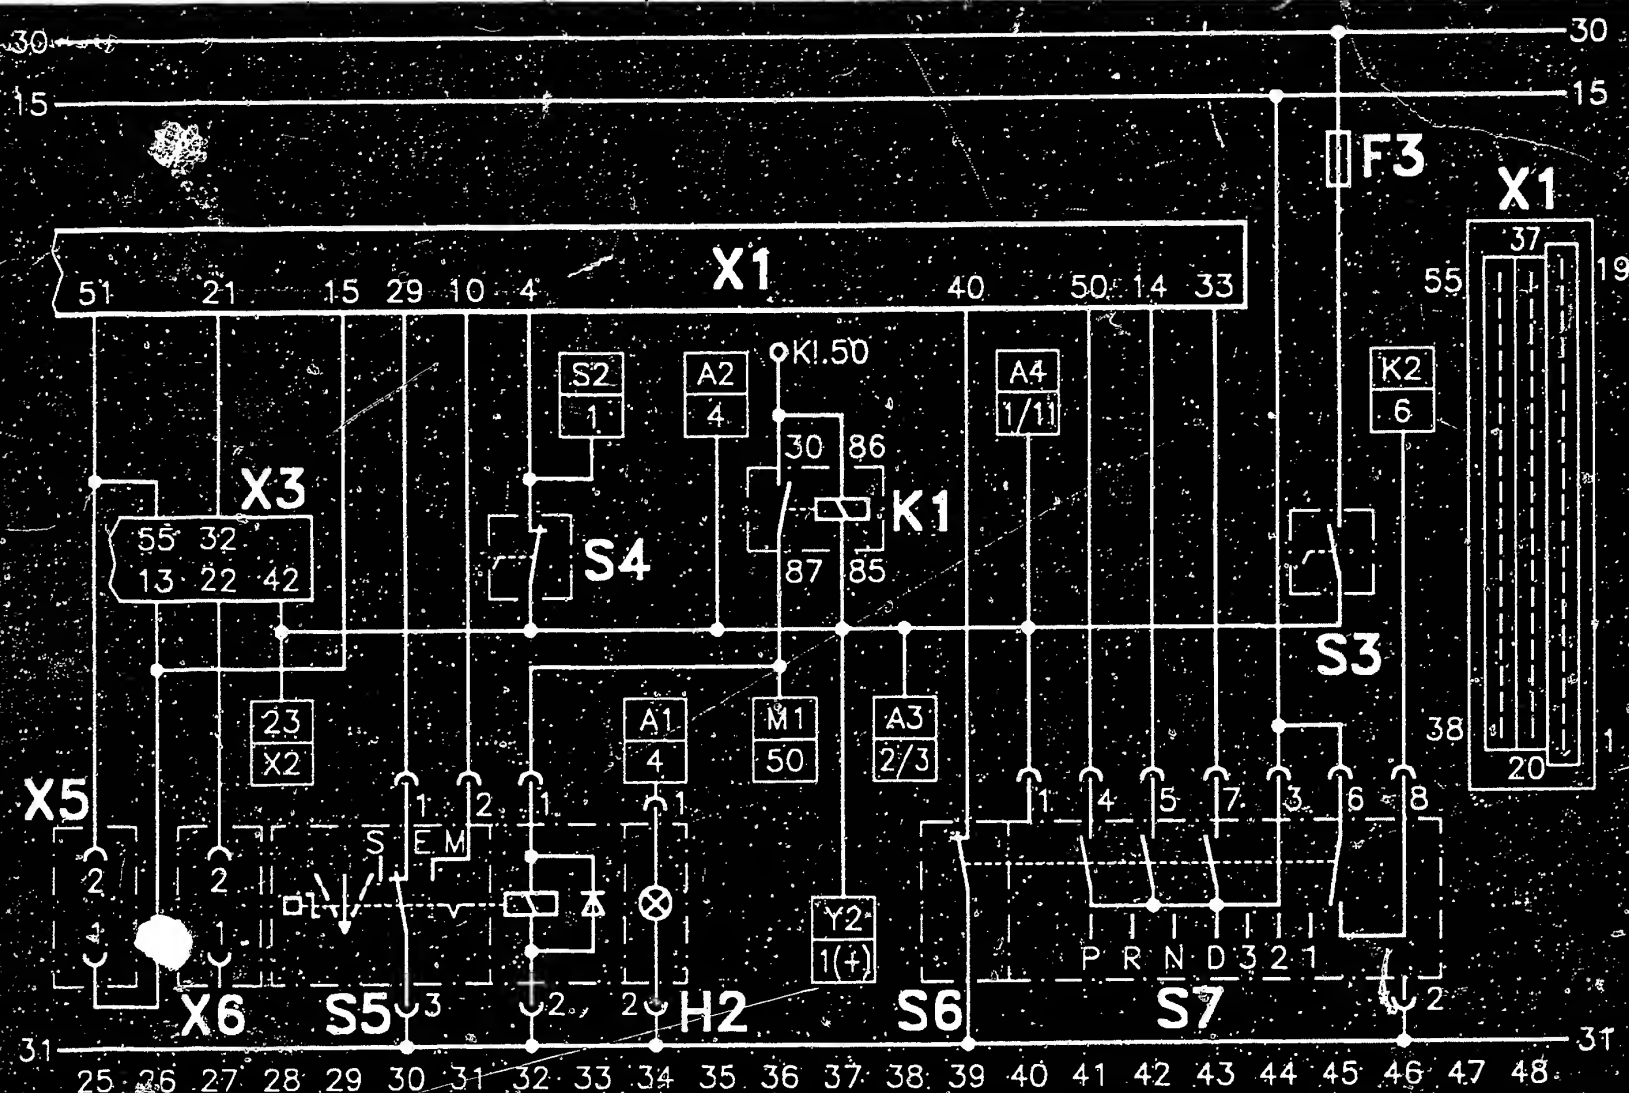 30 30
15 15
F3
X1
X1
37
55 19
51 21 15 29 10 4 40 50 14 33
Kl.50
S2 A2 A4 K2
1 4 1/11 6
30 86
X3
K1
55 32
S4
13 22 42
87 85
S3
23 A1 M1 A3
X2 4 50 2/3
38 1
20
X5
1 2 1 1 1 4 5 7 3 6 8
S E M
2 2
1 1
Y2
1(+)
P R N D 3 2 1
X6 S5 3 2 2 H2 S6 S7 2
31 31
25 26 27 28 29 30 31 32 33 34 35 36 37 38 39 40 41 42 43 44 45 46 47 48